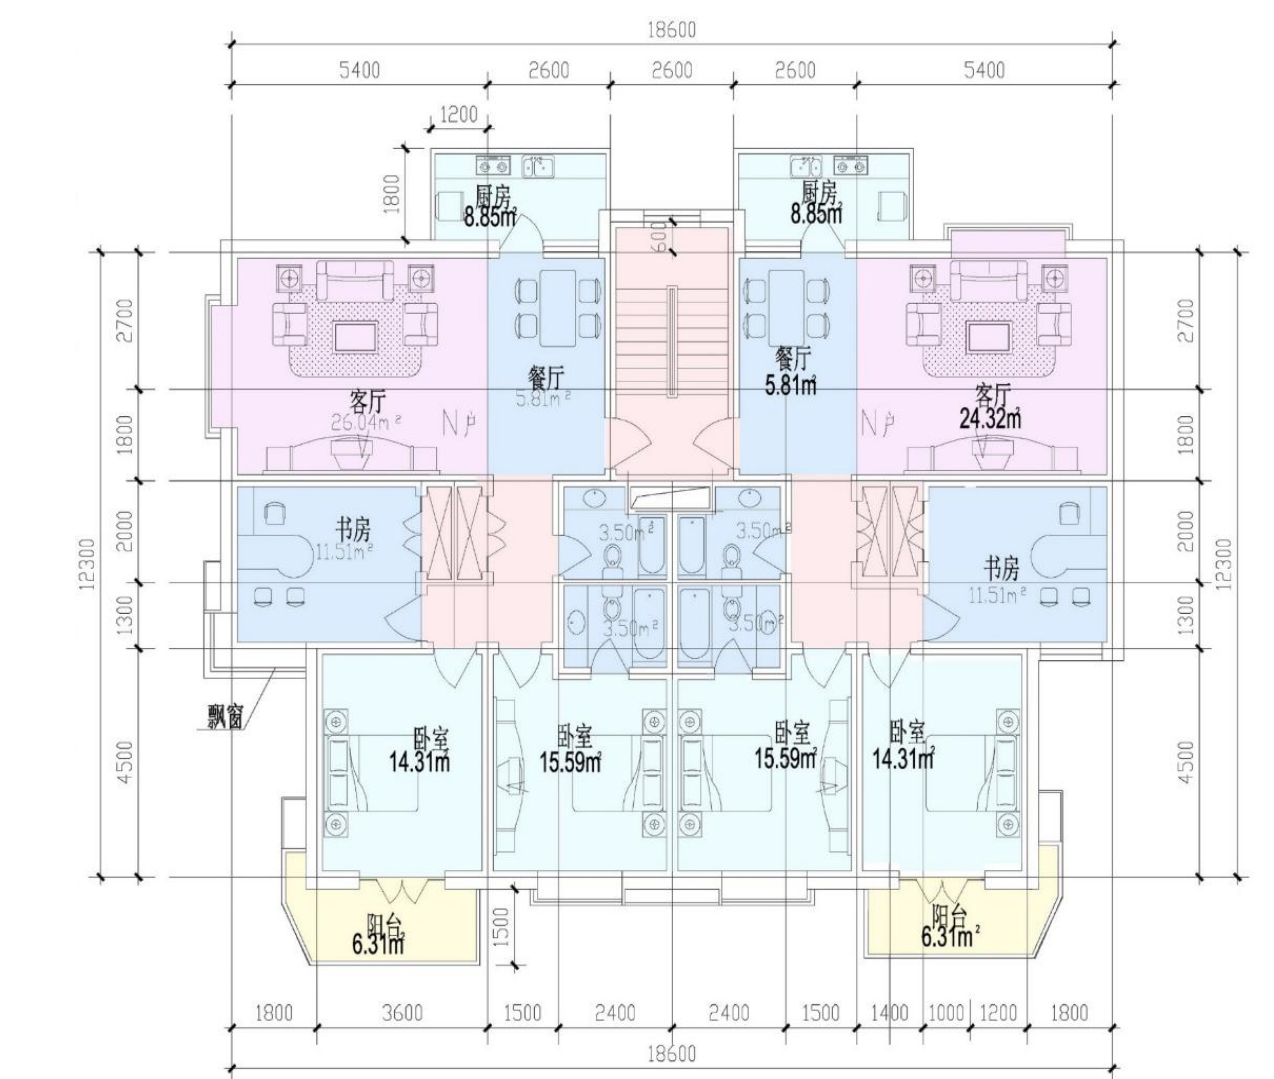 18600
5400 2600 2600 2600 5400
1200
1800
厨房
8.85m²
厨房
8.85m²
600
2700
2700
餐厅
5.81m²
餐厅
5.81m²
客厅
26.04m²
N户
N户
客厅
24.32m²
1800
1800
12300
12300
2000
2000
书房
11.51m²
3.50m²
3.50m²
书房
11.51m²
1300
1300
3.50m²
3.50m²
飘窗
卧室
14.31m²
卧室
15.59m²
卧室
15.59m²
卧室
14.31m²
4500
4500
阳台
6.31m²
1500
阳台
6.31m²
1800 3600 1500 2400 2400 1500 1400 1000 1200 1800
18600